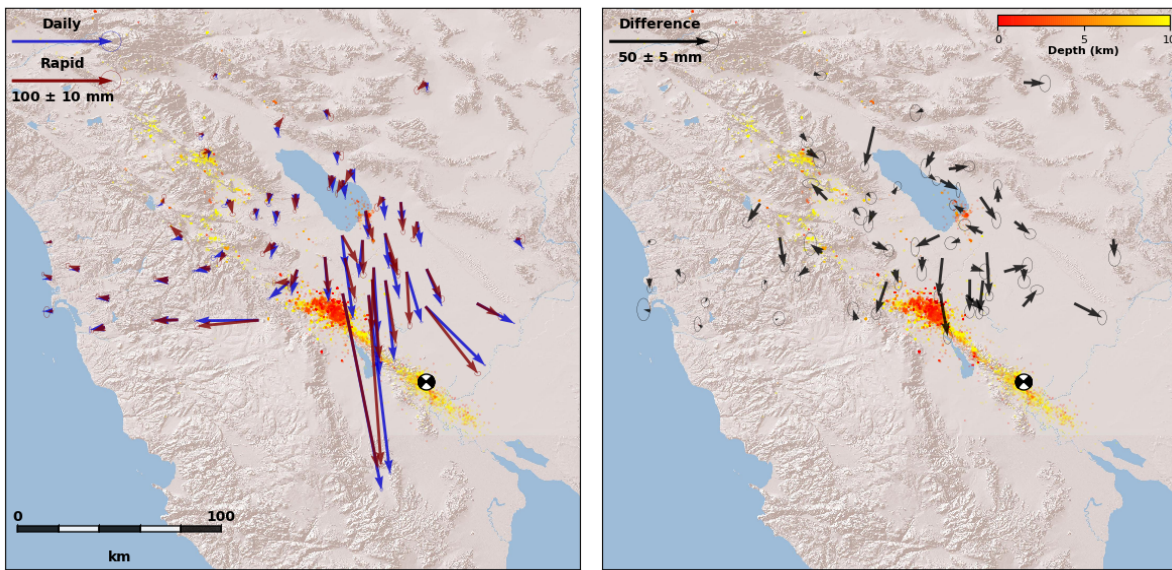 Daily
Rapid
100 ± 10 mm
0 100
km
Difference
50 ± 5 mm
0 5 10
Depth (km)